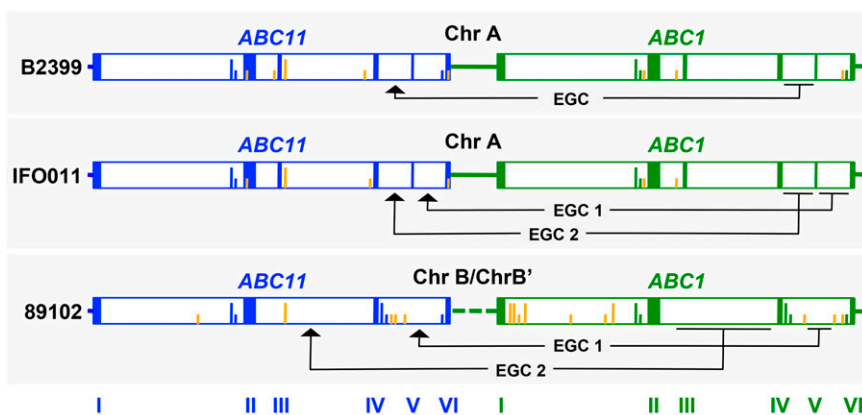 ABC11 Chr A ABC1
B2399
EGC
ABC11 Chr A ABC1
IFO011
EGC 1
EGC 2
ABC11 Chr B/ChrB' ABC1
89102
EGC 1
EGC 2
I II III IV V VI I II III IV V VI